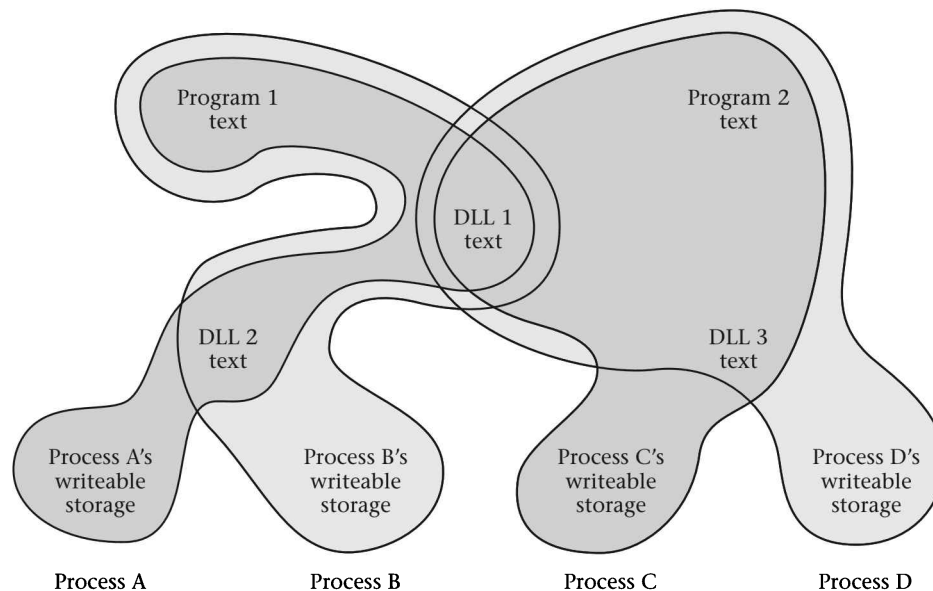 Program 1
text
Program 2
text
DLL 1
text
DLL 2
text
DLL 3
text
Process A's
writeable
storage
Process B's
writeable
storage
Process C's
writeable
storage
Process D's
writeable
storage
Process A
Process B
Process C
Process D